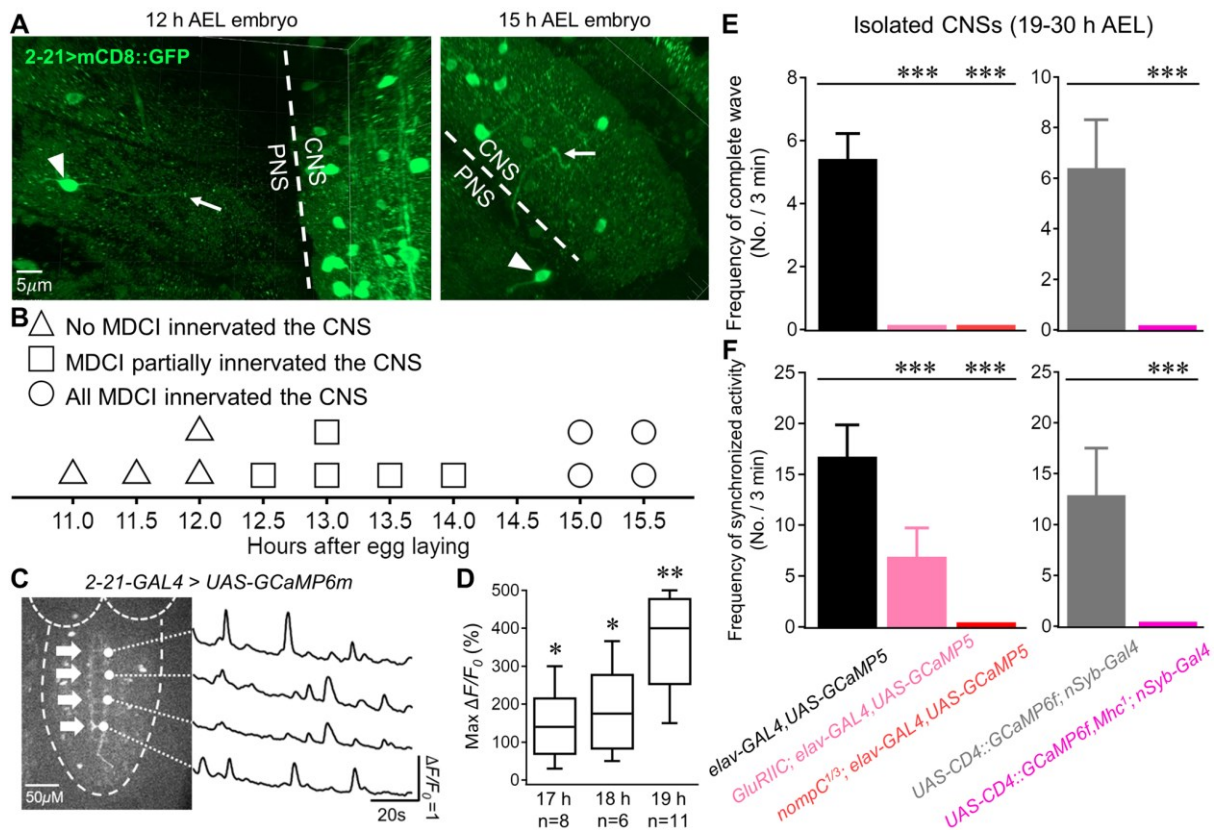 A
12 h AEL embryo
15 h AEL embryo
2-21>mCD8::GFP
CNS
PNS
5μm
CNS
PNS
B
No MDCI innervated the CNS
MDCI partially innervated the CNS
All MDCI innervated the CNS
11.0 11.5 12.0 12.5 13.0 13.5 14.0 14.5 15.0 15.5
Hours after egg laying
C
2-21-GAL4 > UAS-GCaMP6m
50μM
ΔF/F0=1
20s
D
Max ΔF/F0 (%)
500
400
300
200
100
0
* * **
17 h 18 h 19 h
n=8 n=6 n=11
E
Isolated CNSs (19-30 h AEL)
Frequency of complete wave
(No. / 3 min)
8
6
4
2
0
*** ***
10
8
6
4
2
0
***
F
Frequency of synchronized activity
(No. / 3 min)
25
20
15
10
5
0
*** ***
25
20
15
10
5
0
***
elav-GAL4,UAS-GCaMP5
GluRIIC; elav-GAL4,UAS-GCaMP5
nompC1/3; elav-GAL4,UAS-GCaMP5
UAS-CD4::GCaMP6f; nSyb-Gal4
UAS-CD4::GCaMP6f,Mhc1; nSyb-Gal4